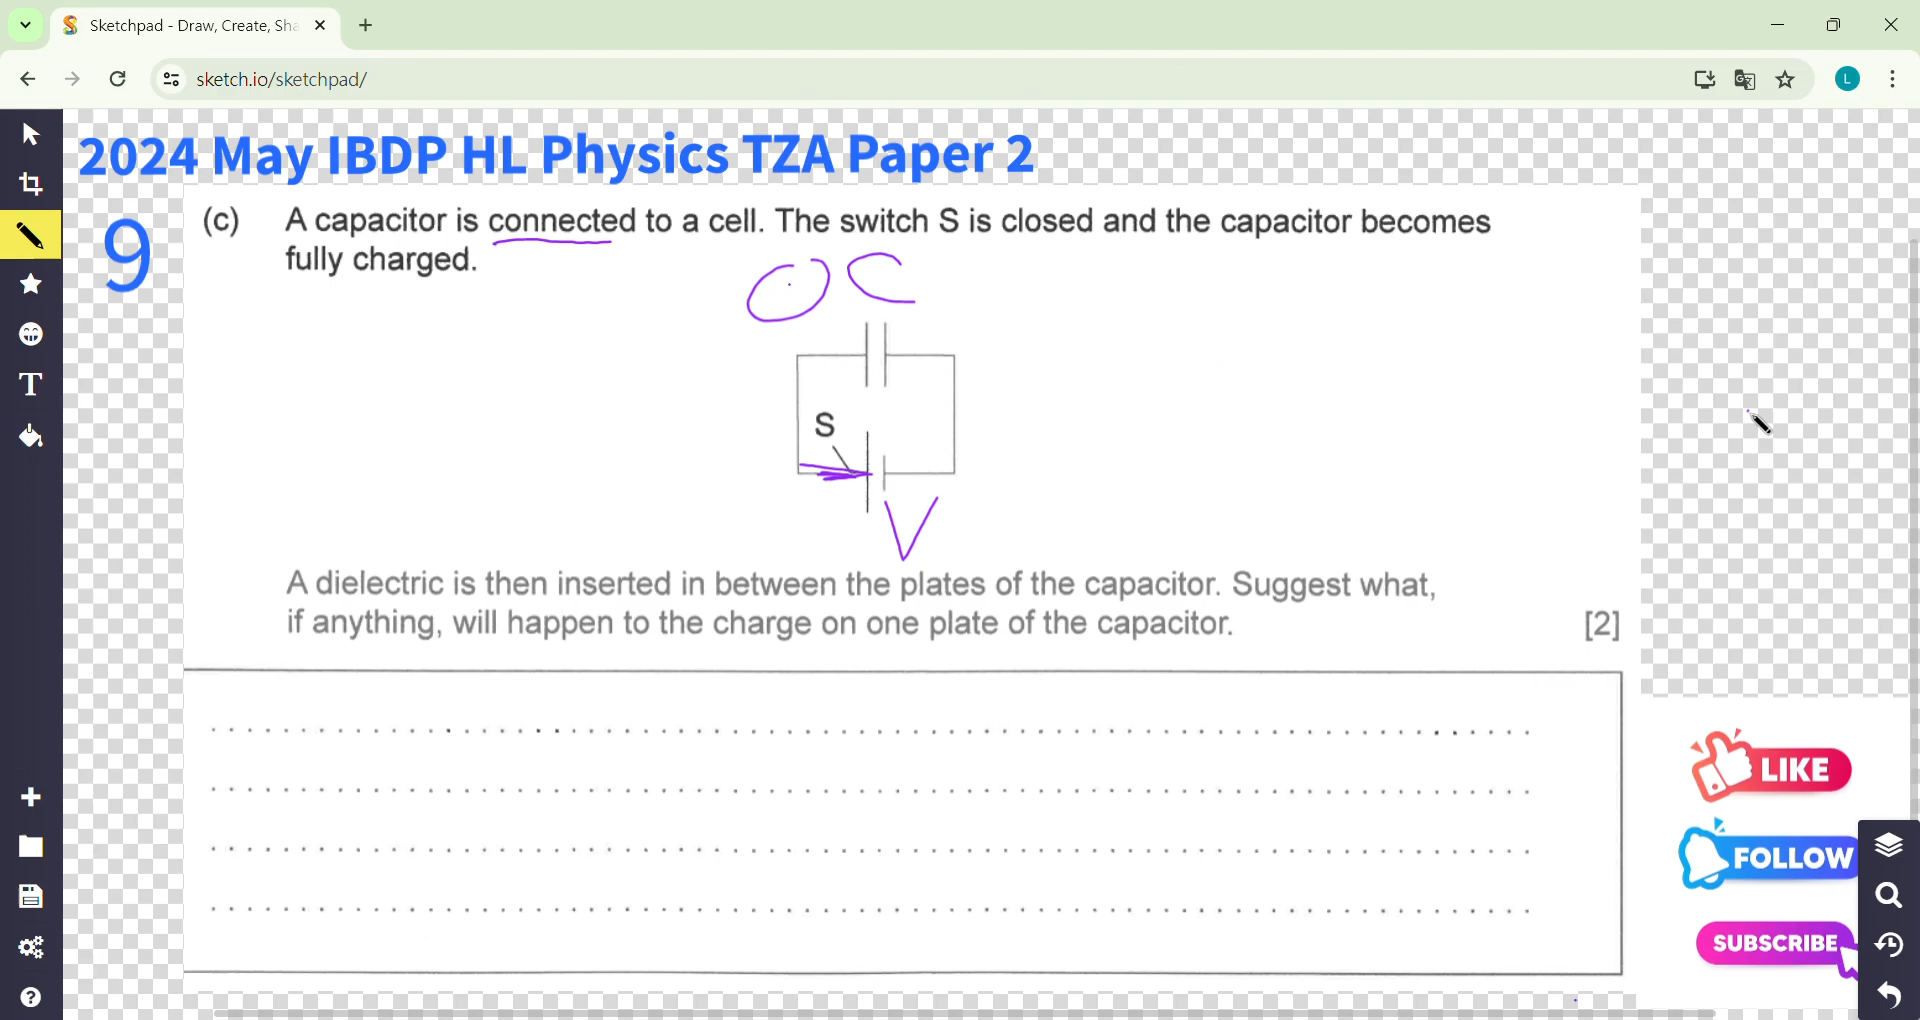 Sketchpad - Draw, Create, Sha
sketch.io/sketchpad/
L
2024 May IBDP HL Physics TZA Paper 2
9
(c) A capacitor is connected to a cell. The switch S is closed and the capacitor becomes
fully charged.
C
S
V
A dielectric is then inserted in between the plates of the capacitor. Suggest what,
if anything, will happen to the charge on one plate of the capacitor. [2]
T
LIKE
FOLLOW
SUBSCRIBE